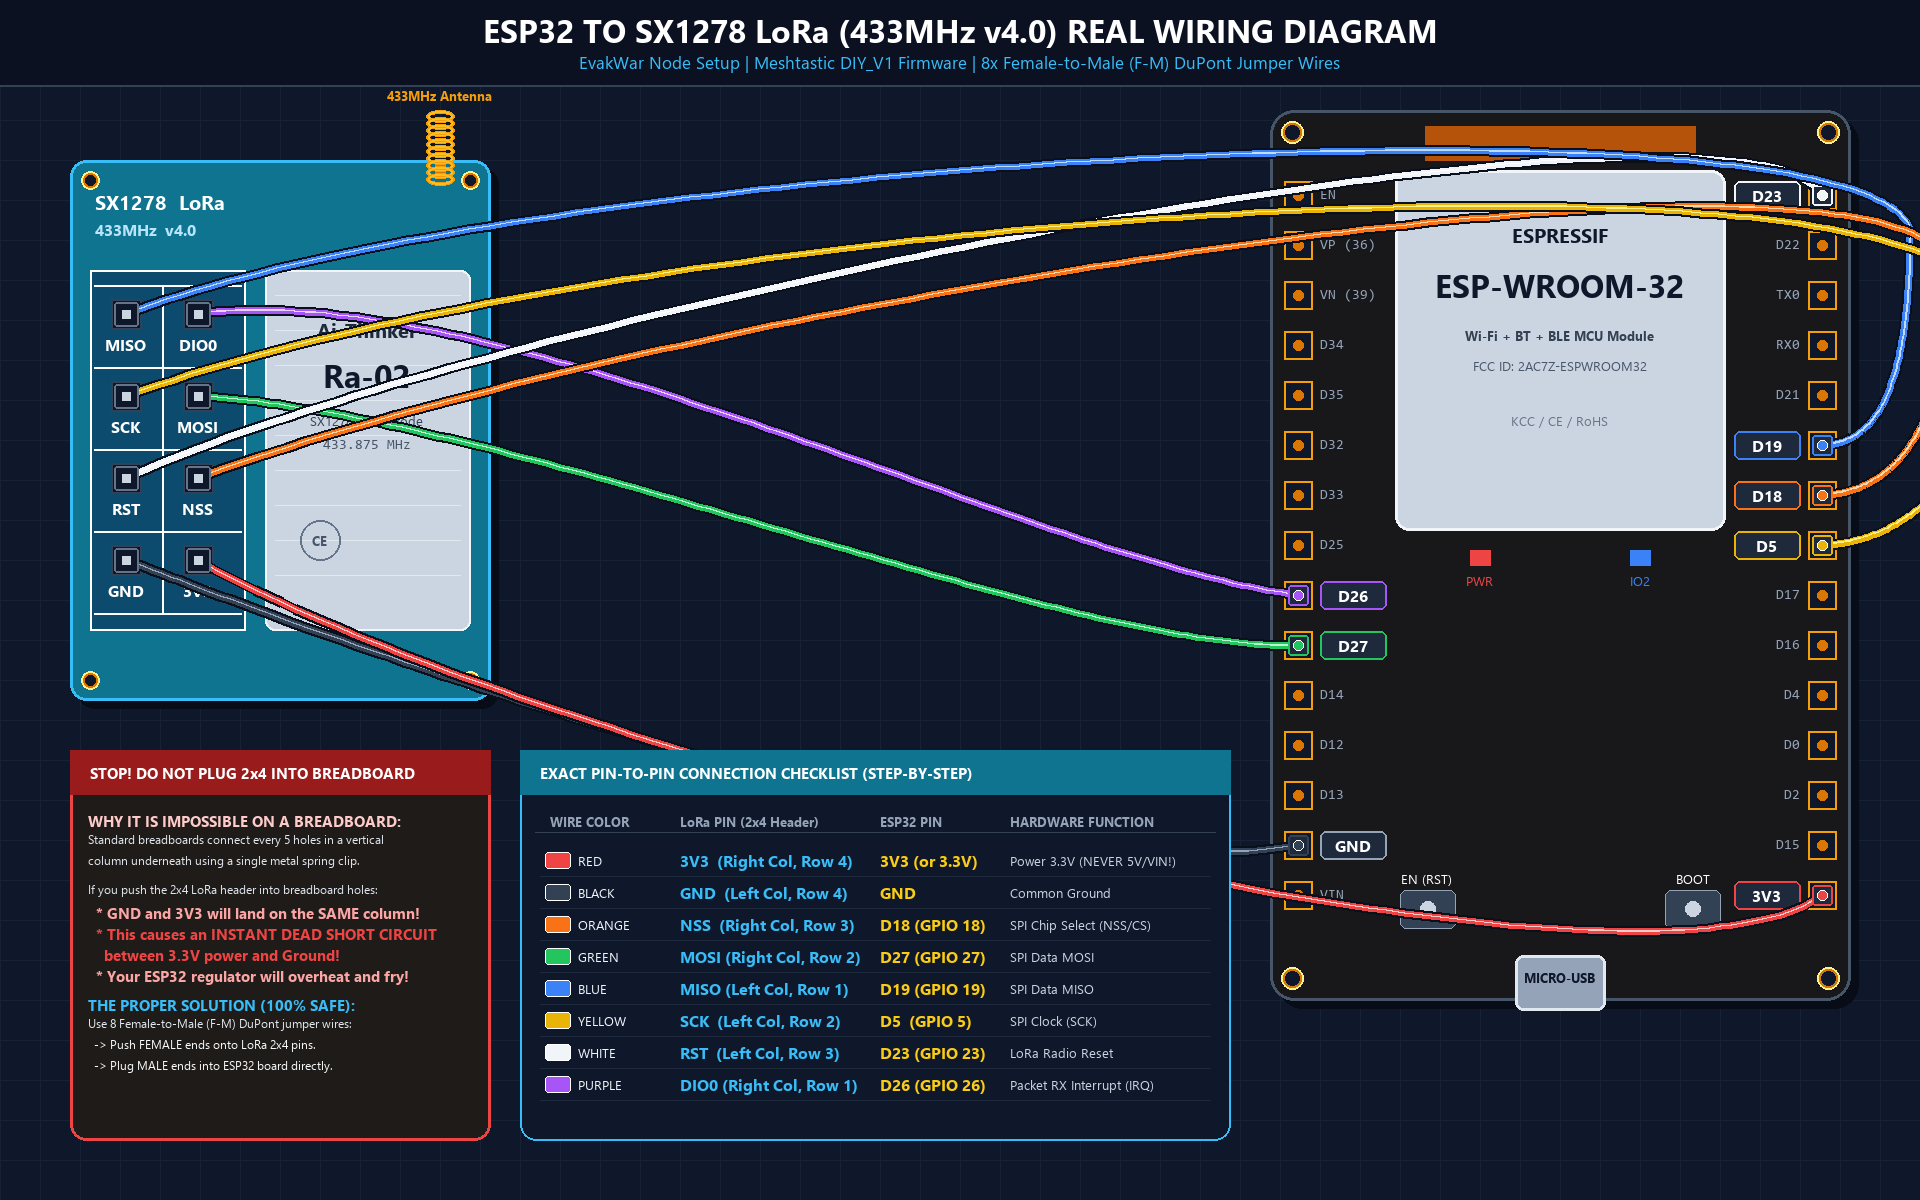 ESP32 TO SX1278 LoRa (433MHz v4.0) REAL WIRING DIAGRAM
EvakWar Node Setup | Meshtastic DIY_V1 Firmware | 8x Female-to-Male (F-M) DuPont Jumper Wires
433MHz Antenna
SX1278 LoRa
433MHz v4.0
MISO DIO0
SCK MOSI
RST NSS
GND
Ai-Thinker
Ra-02
433.875 MHz
CE
EN
VP (36)
VN (39)
D34
D35
D32
D33
D25
D26
D27
D14
D12
D13
GND
VIN
ESPRESSIF
ESP-WROOM-32
Wi-Fi + BT + BLE MCU Module
FCC ID: 2AC7Z-ESPWROOM32
KCC / CE / RoHS
PWR
IO2
D23
D22
TX0
RX0
D21
D19
D18
D5
D17
D16
D4
D0
D2
D15
3V3
EN (RST)
BOOT
MICRO-USB
STOP! DO NOT PLUG 2x4 INTO BREADBOARD
WHY IT IS IMPOSSIBLE ON A BREADBOARD:
Standard breadboards connect every 5 holes in a vertical
column underneath using a single metal spring clip.
If you push the 2x4 LoRa header into breadboard holes:
* GND and 3V3 will land on the SAME column!
* This causes an INSTANT DEAD SHORT CIRCUIT
between 3.3V power and Ground!
* Your ESP32 regulator will overheat and fry!
THE PROPER SOLUTION (100% SAFE):
Use 8 Female-to-Male (F-M) DuPont jumper wires:
-> Push FEMALE ends onto LoRa 2x4 pins.
-> Plug MALE ends into ESP32 board directly.
EXACT PIN-TO-PIN CONNECTION CHECKLIST (STEP-BY-STEP)
WIRE COLOR LoRa PIN (2x4 Header) ESP32 PIN HARDWARE FUNCTION
RED 3V3 (Right Col, Row 4) 3V3 (or 3.3V) Power 3.3V (NEVER 5V/VIN!)
BLACK GND (Left Col, Row 4) GND Common Ground
ORANGE NSS (Right Col, Row 3) D18 (GPIO 18) SPI Chip Select (NSS/CS)
GREEN MOSI (Right Col, Row 2) D27 (GPIO 27) SPI Data MOSI
BLUE MISO (Left Col, Row 1) D19 (GPIO 19) SPI Data MISO
YELLOW SCK (Left Col, Row 2) D5 (GPIO 5) SPI Clock (SCK)
WHITE RST (Left Col, Row 3) D23 (GPIO 23) LoRa Radio Reset
PURPLE DIO0 (Right Col, Row 1) D26 (GPIO 26) Packet RX Interrupt (IRQ)